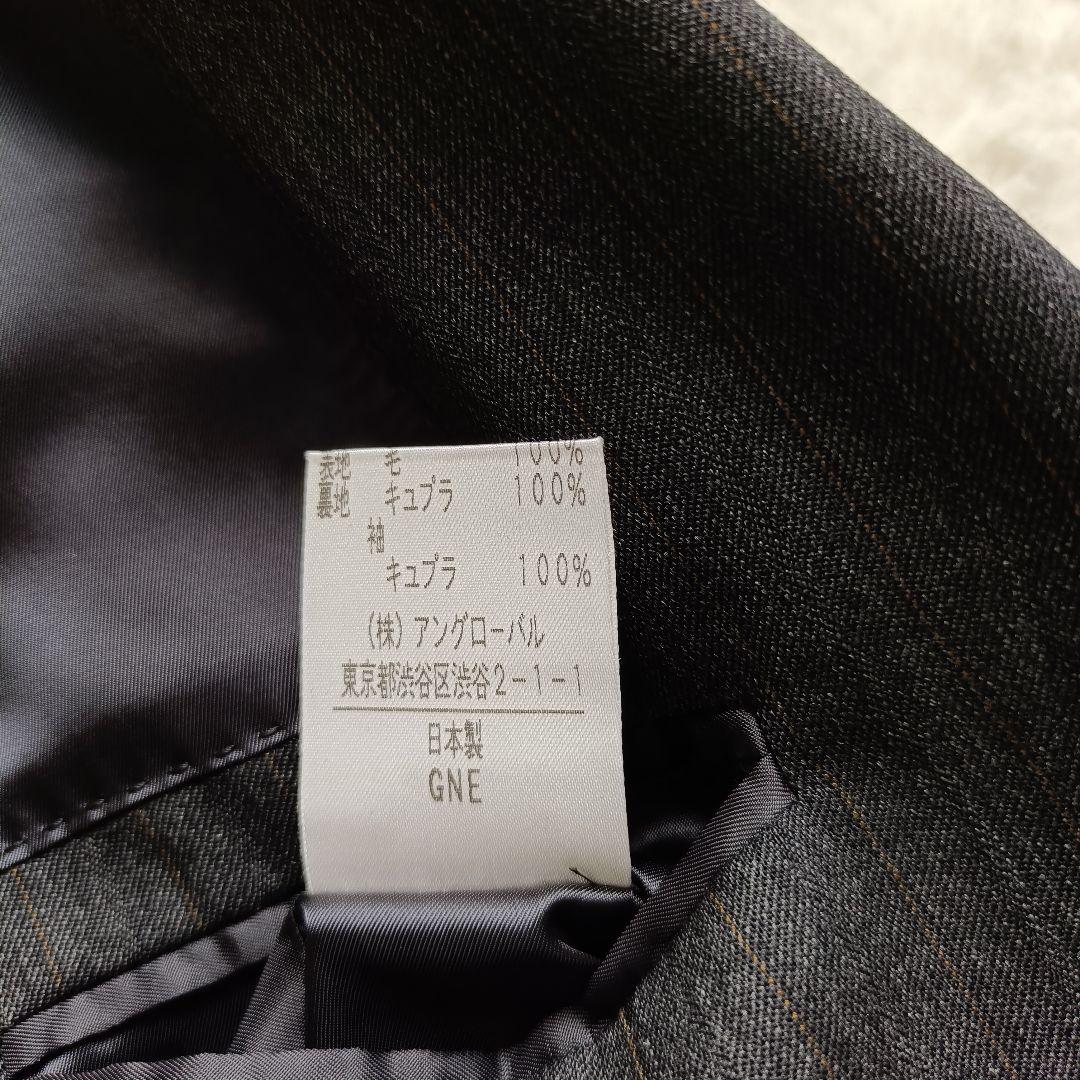 表地 毛 100%
裏地 キュプラ 100%
袖
キュプラ 100%
(株)アングローバル
東京都渋谷区渋谷2-1-1
日本製
GNE